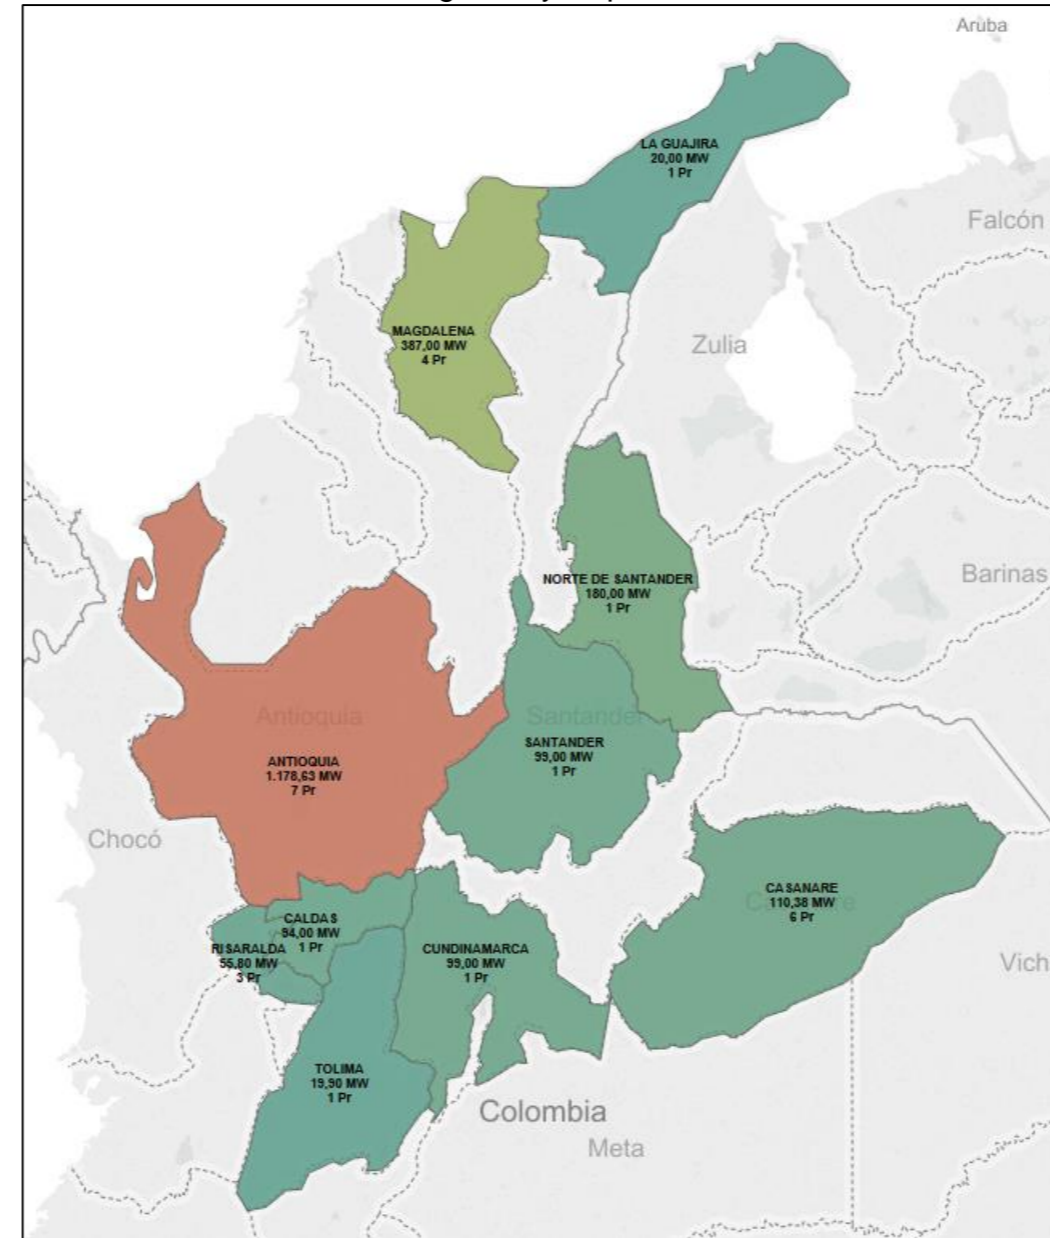 Aruba
LA GUAJIRA
20,00 MW
1 Pr
Falcón
MAGDALENA
387,00 MW
4 Pr
Zulia
NORTE DE SANTANDER
180,00 MW
1 Pr
Barinas
Antioquia
Santander
SANTANDER
99,00 MW
1 Pr
ANTIOQUIA
1.178,63 MW
7 Pr
Chocó
CASANARE
110,38 MW
6 Pr
CALDAS
94,00 MW
1 Pr
RISARALDA
55,80 MW
3 Pr
CUNDINAMARCA
99,00 MW
1 Pr
Vich
TOLIMA
19,90 MW
1 Pr
Colombia
Meta